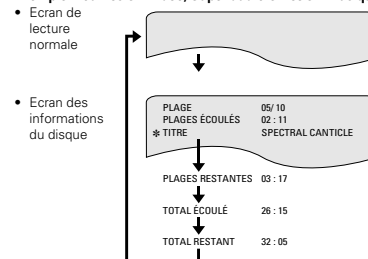 • Ecran de
lecture
normale
• Ecran des
informations
du disque
PLAGE 05/ 10
PLAGES ÉCOULÉS 02 : 11
✻ TITRE SPECTRAL CANTICLE
PLAGES RESTANTES 03 : 17
TOTAL ÉCOULÉ 26 : 15
TOTAL RESTANT 32 : 05